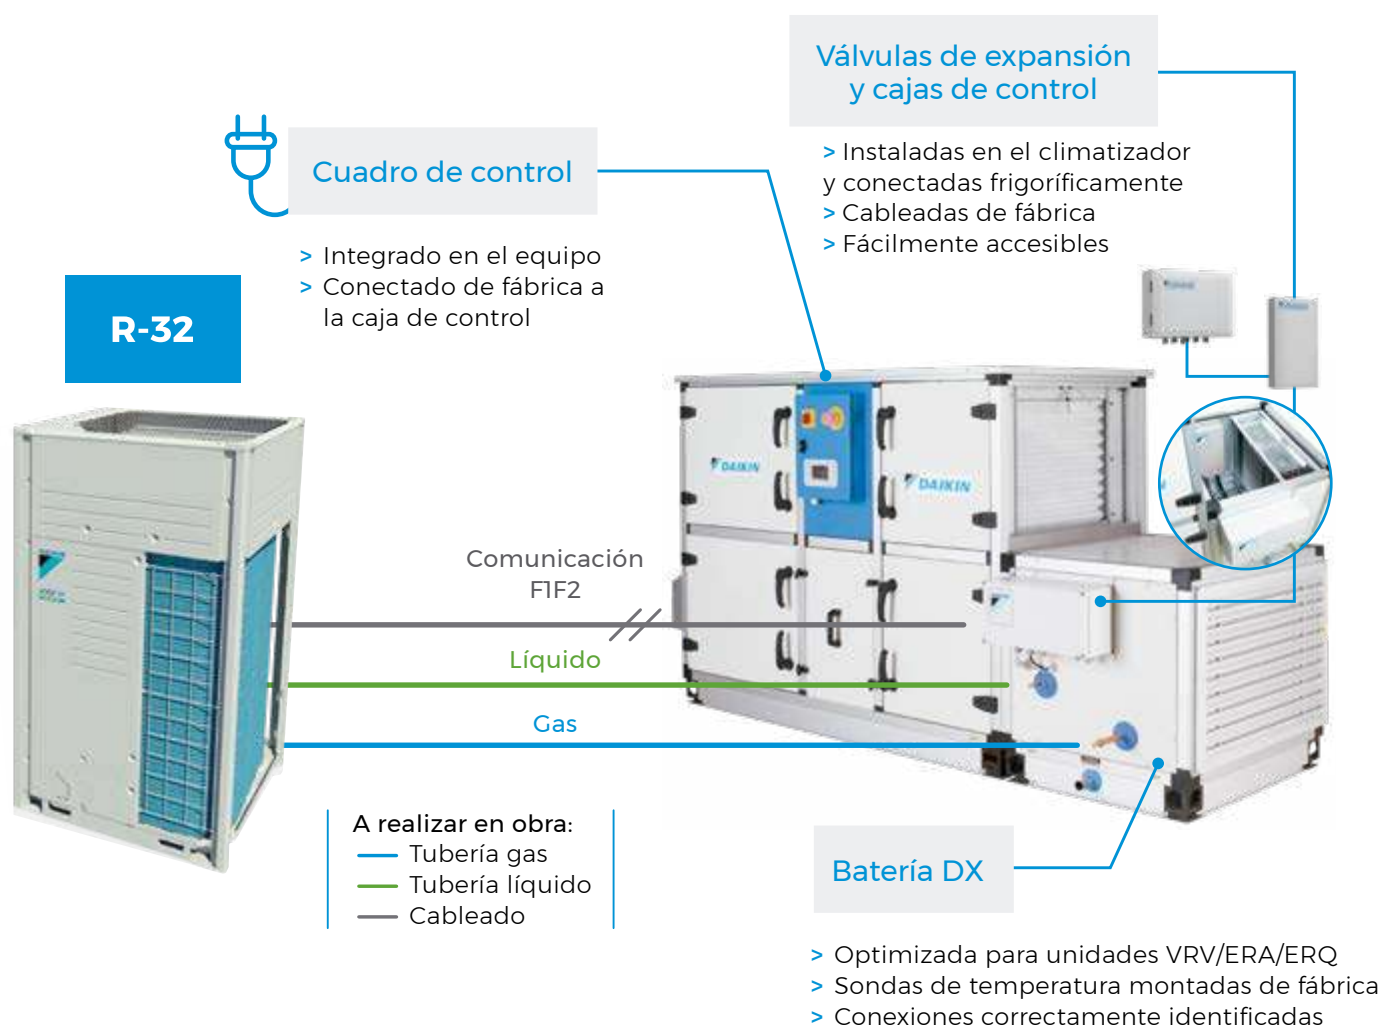 Válvulas de expansión
y cajas de control
> Instaladas en el climatizador
y conectadas frigoríficamente
> Cableadas de fábrica
> Fácilmente accesibles
Cuadro de control
> Integrado en el equipo
> Conectado de fábrica a
la caja de control
R-32
DAIKIN
DAIKIN
Comunicación
F1F2
Líquido
Gas
A realizar en obra:
Tubería gas
Tubería líquido
Cableado
Batería DX
> Optimizada para unidades VRV/ERA/ERQ
> Sondas de temperatura montadas de fábrica
> Conexiones correctamente identificadas